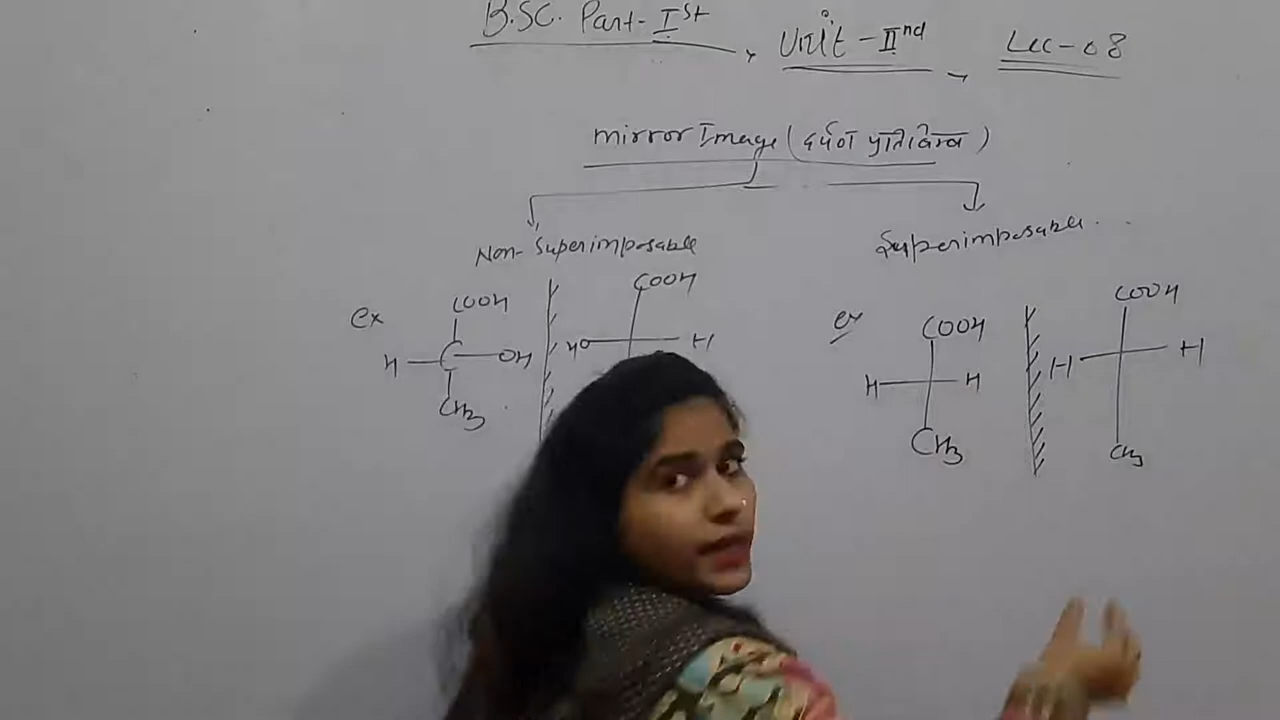 B.SC. Part-Ist, Unit-IInd, Lec-08
mirror Image (दर्पण प्रतिबिम्ब)
Non-Superimposable
Superimposable...
ex
COOH
H C OH
CH3
COOH
HO H
ex
COOH
H H
CH3
COOH
H H
CH3